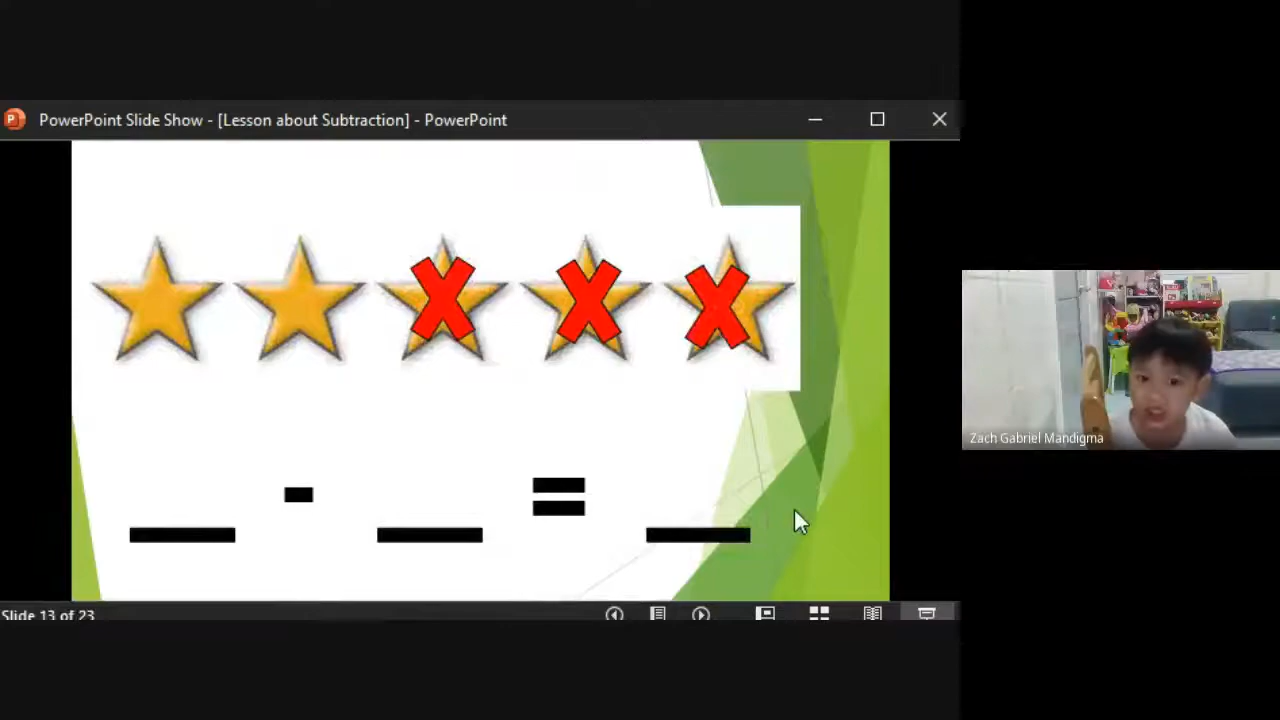 PowerPoint Slide Show - [Lesson about Subtraction] - PowerPoint
- =
Zach Gabriel Mandigma
Slide 13 of 23